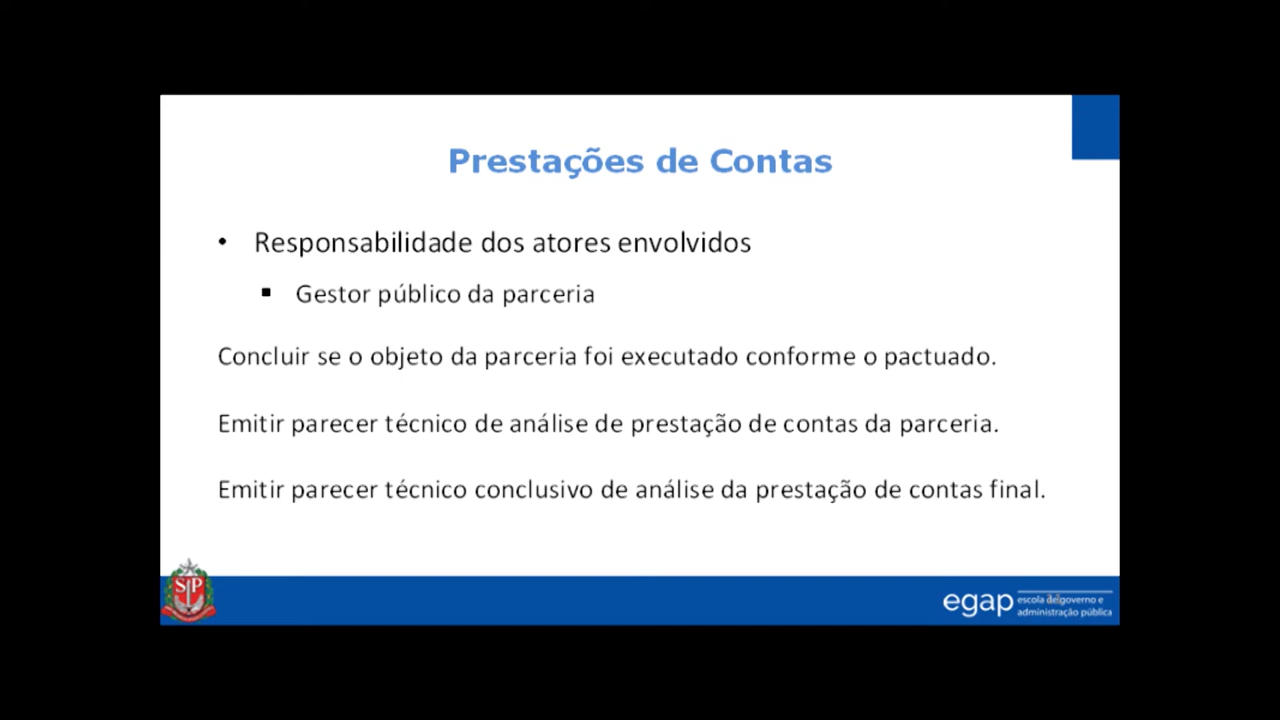 Prestações de Contas
• Responsabilidade dos atores envolvidos
▪ Gestor público da parceria
Concluir se o objeto da parceria foi executado conforme o pactuado.
Emitir parecer técnico de análise de prestação de contas da parceria.
Emitir parecer técnico conclusivo de análise da prestação de contas final.
SP
egap
escola de governo e
administração pública